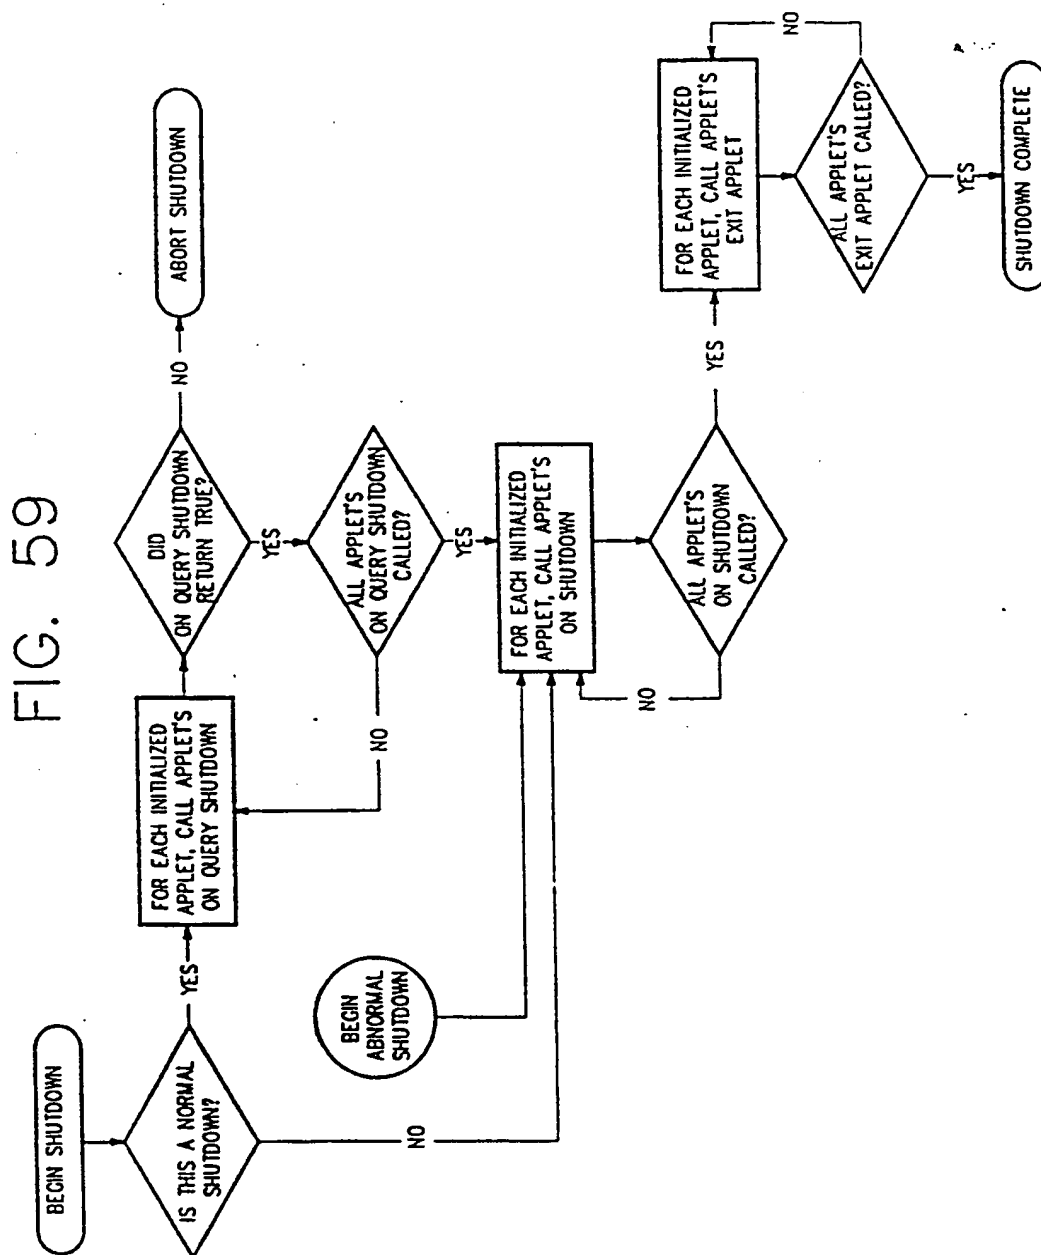 FIG. 59
BEGIN SHUTDOWN
IS THIS A NORMAL
SHUTDOWN?
YES
NO
FOR EACH INITIALIZED
APPLET, CALL APPLET'S
ON QUERY SHUTDOWN
DID
ON QUERY SHUTDOWN
RETURN TRUE?
NO
ABORT SHUTDOWN
YES
ALL APPLET'S
ON QUERY SHUTDOWN
CALLED?
NO
YES
BEGIN
ABNORMAL
SHUTDOWN
FOR EACH INITIALIZED
APPLET, CALL APPLET'S
ON SHUTDOWN
ALL APPLET'S
ON SHUTDOWN
CALLED?
NO
YES
FOR EACH INITIALIZED
APPLET, CALL APPLET'S
EXIT APPLET
ALL APPLET'S
EXIT APPLET CALLED?
NO
YES
SHUTDOWN COMPLETE